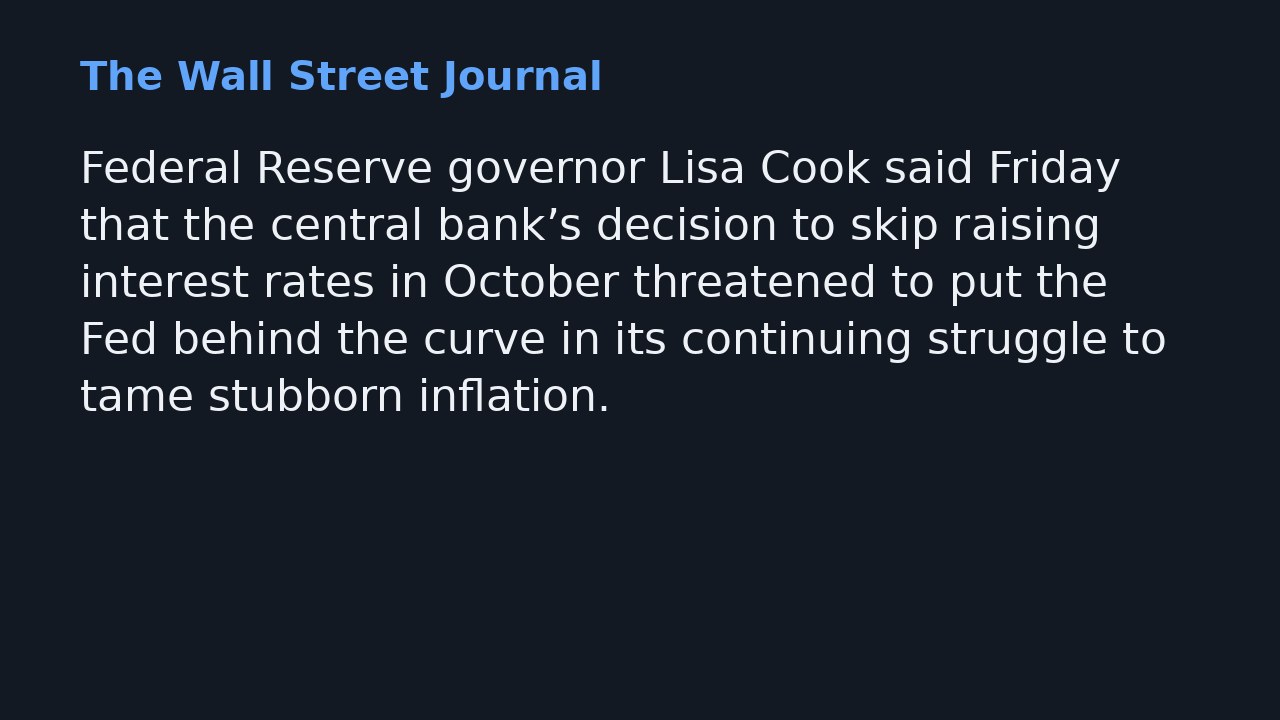 The Wall Street Journal
Federal Reserve governor Lisa Cook said Friday
that the central bank’s decision to skip raising
interest rates in October threatened to put the
Fed behind the curve in its continuing struggle to
tame stubborn inflation.